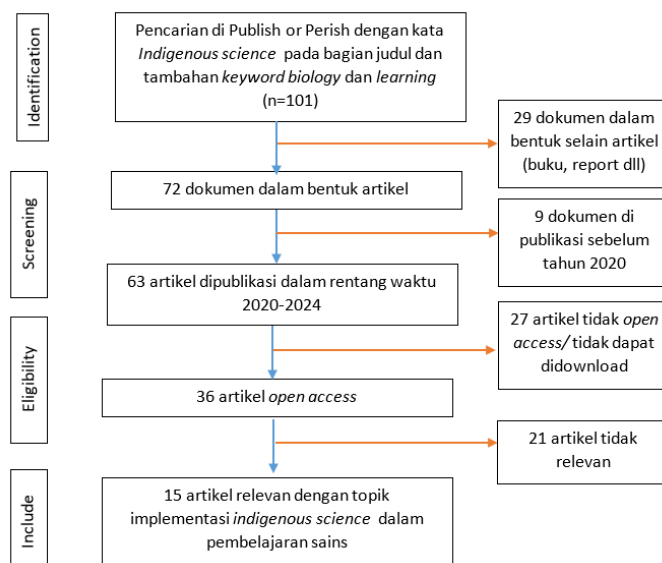 Identification
Pencarian di Publish or Perish dengan kata
Indigenous science pada bagian judul dan
tambahan keyword biology dan learning
(n=101)
29 dokumen dalam
bentuk selain artikel
(buku, report dll)
Screening
72 dokumen dalam bentuk artikel
9 dokumen di
publikasi sebelum
tahun 2020
63 artikel dipublikasi dalam rentang waktu
2020-2024
Eligibility
27 artikel tidak open
access/ tidak dapat
didownload
36 artikel open access
21 artikel tidak
relevan
Include
15 artikel relevan dengan topik
implementasi indigenous science dalam
pembelajaran sains